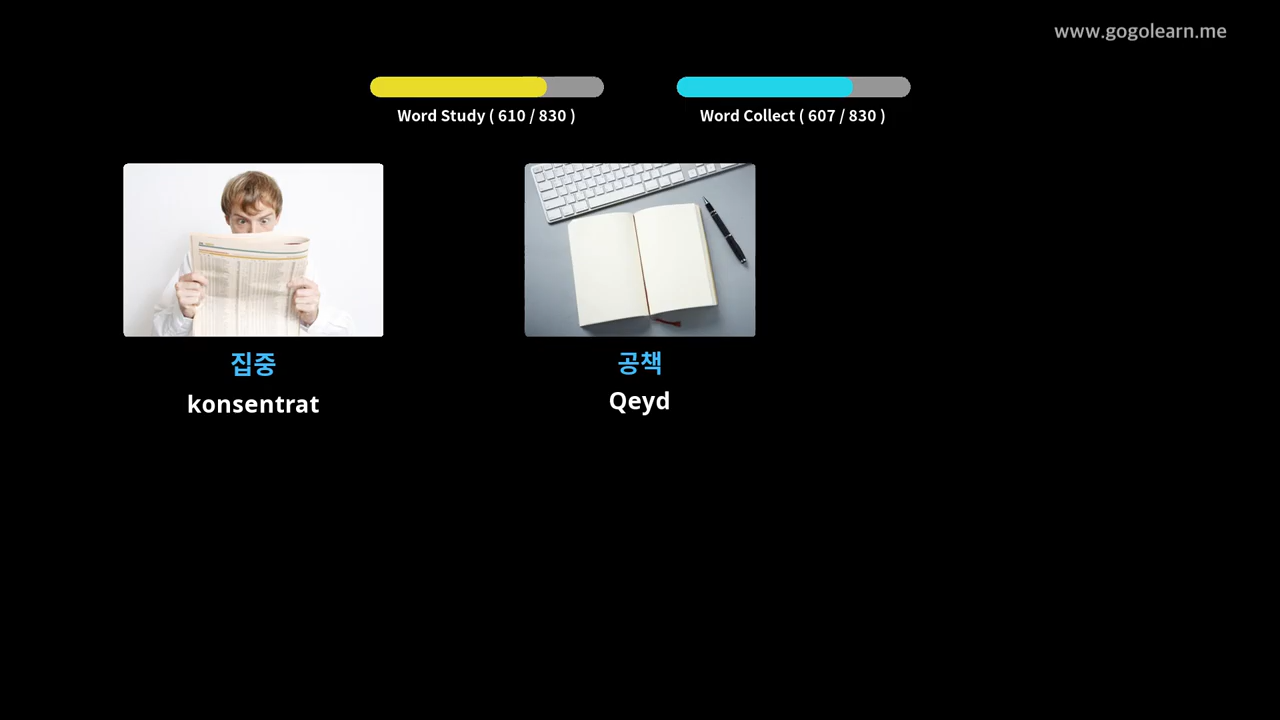 www.gogolearn.me
Word Study ( 610 / 830 )
Word Collect ( 607 / 830 )
집중
konsentrat
공책
Qeyd